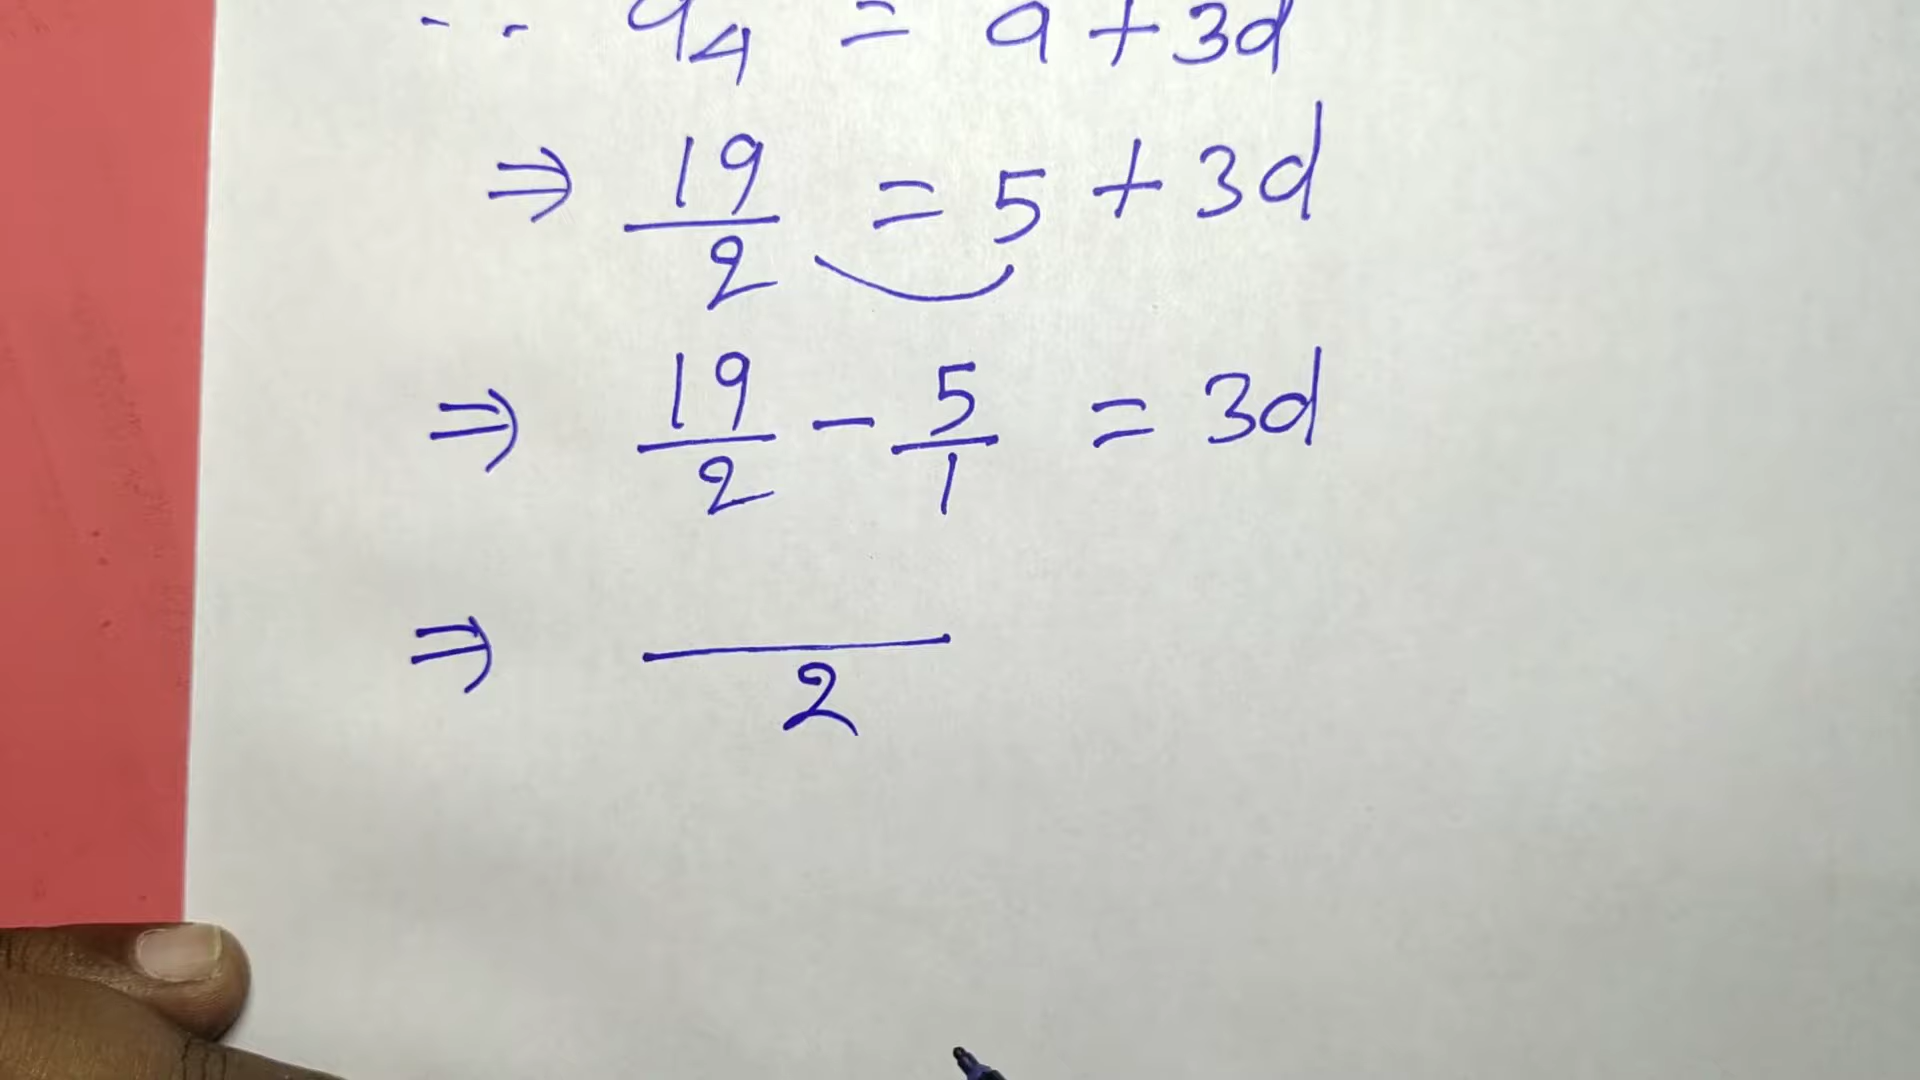 ∴ a₄ = a + 3d
⇒ 19/2 = 5 + 3d
⇒ 19/2 - 5/1 = 3d
⇒ /2